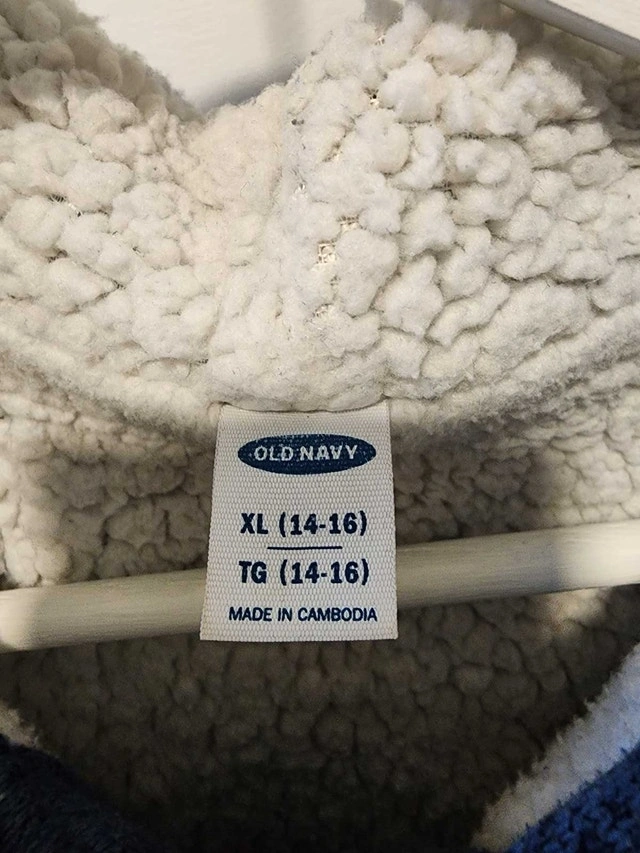 OLD NAVY
XL (14-16)
TG (14-16)
MADE IN CAMBODIA